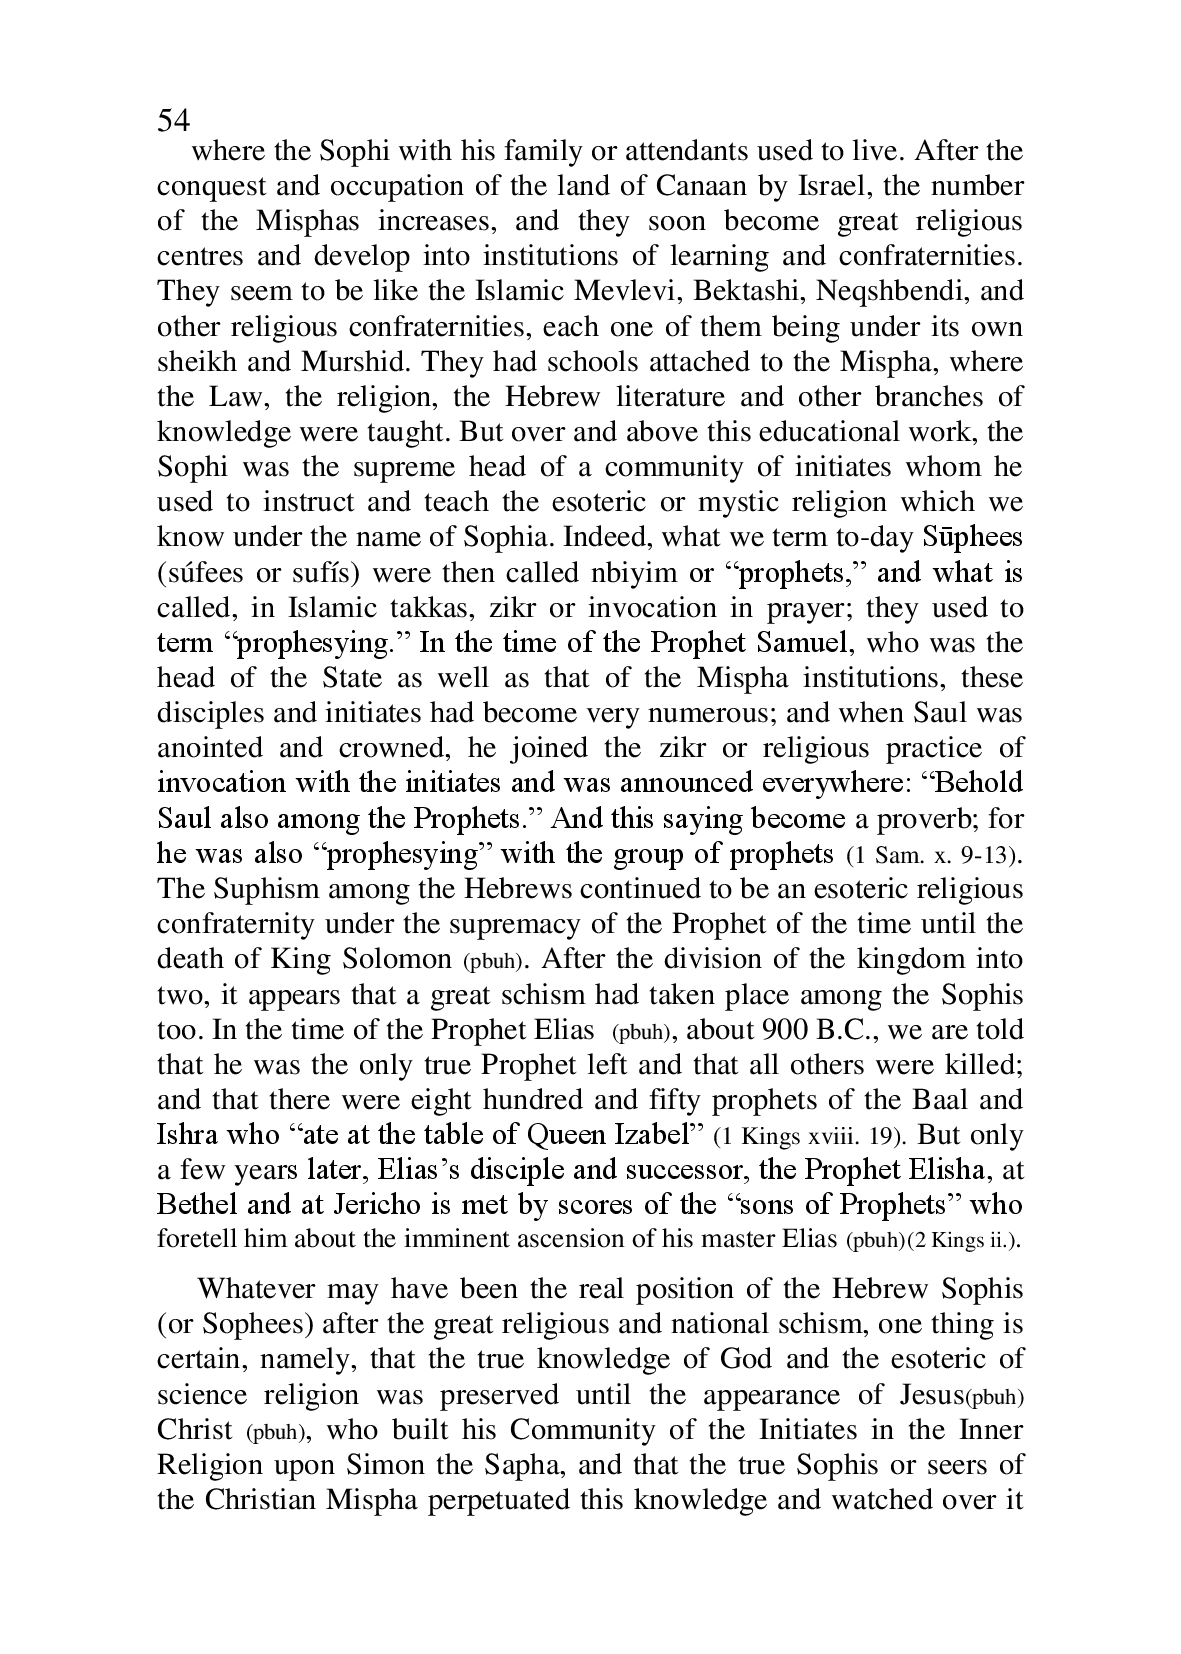 54
where the Sophi with his family or attendants used to live. After the
conquest and occupation of the land of Canaan by Israel, the number
of the Misphas increases, and they soon become great religious
centres and develop into institutions of learning and confraternities.
They seem to be like the Islamic Mevlevi, Bektashi, Neqshbendi, and
other religious confraternities, each one of them being under its own
sheikh and Murshid. They had schools attached to the Mispha, where
the Law, the religion, the Hebrew literature and other branches of
knowledge were taught. But over and above this educational work, the
Sophi was the supreme head of a community of initiates whom he
used to instruct and teach the esoteric or mystic religion which we
know under the name of Sophia. Indeed, what we term to-day Sūphees
(súfees or sufís) were then called nbiyim or “prophets,” and what is
called, in Islamic takkas, zikr or invocation in prayer; they used to
term “prophesying.” In the time of the Prophet Samuel, who was the
head of the State as well as that of the Mispha institutions, these
disciples and initiates had become very numerous; and when Saul was
anointed and crowned, he joined the zikr or religious practice of
invocation with the initiates and was announced everywhere: “Behold
Saul also among the Prophets.” And this saying become a proverb; for
he was also “prophesying” with the group of prophets (1 Sam. x. 9-13).
The Suphism among the Hebrews continued to be an esoteric religious
confraternity under the supremacy of the Prophet of the time until the
death of King Solomon (pbuh). After the division of the kingdom into
two, it appears that a great schism had taken place among the Sophis
too. In the time of the Prophet Elias (pbuh), about 900 B.C., we are told
that he was the only true Prophet left and that all others were killed;
and that there were eight hundred and fifty prophets of the Baal and
Ishra who “ate at the table of Queen Izabel” (1 Kings xviii. 19). But only
a few years later, Elias’s disciple and successor, the Prophet Elisha, at
Bethel and at Jericho is met by scores of the “sons of Prophets” who
foretell him about the imminent ascension of his master Elias (pbuh)(2 Kings ii.).
Whatever may have been the real position of the Hebrew Sophis
(or Sophees) after the great religious and national schism, one thing is
certain, namely, that the true knowledge of God and the esoteric of
science religion was preserved until the appearance of Jesus(pbuh)
Christ (pbuh), who built his Community of the Initiates in the Inner
Religion upon Simon the Sapha, and that the true Sophis or seers of
the Christian Mispha perpetuated this knowledge and watched over it